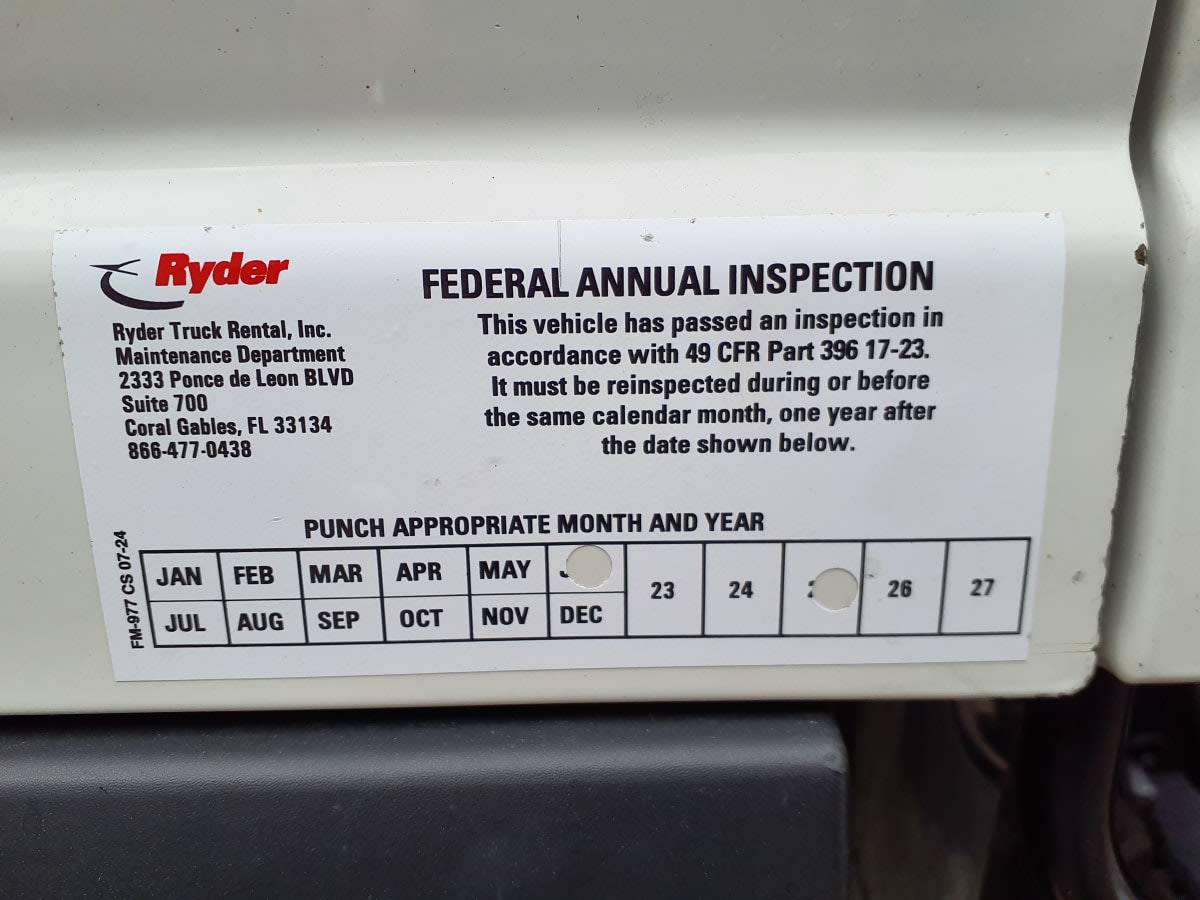 Ryder
Ryder Truck Rental, Inc.
Maintenance Department
2333 Ponce de Leon BLVD
Suite 700
Coral Gables, FL 33134
866-477-0438
FEDERAL ANNUAL INSPECTION
This vehicle has passed an inspection in
accordance with 49 CFR Part 396 17-23.
It must be reinspected during or before
the same calendar month, one year after
the date shown below.
PUNCH APPROPRIATE MONTH AND YEAR
FM-977 CS 07-24
JAN FEB MAR APR MAY 23 24 26 27
JUL AUG SEP OCT NOV DEC